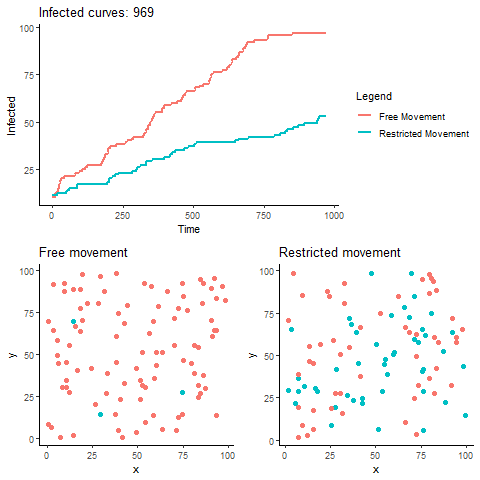 Infected curves: 969
Infected
100
75
50
25
0
250
500
750
1000
Time
Legend
Free Movement
Restricted Movement
Free movement
y
100
75
50
25
0
0
25
50
75
100
x
Restricted movement
y
100
75
50
25
0
0
25
50
75
100
x